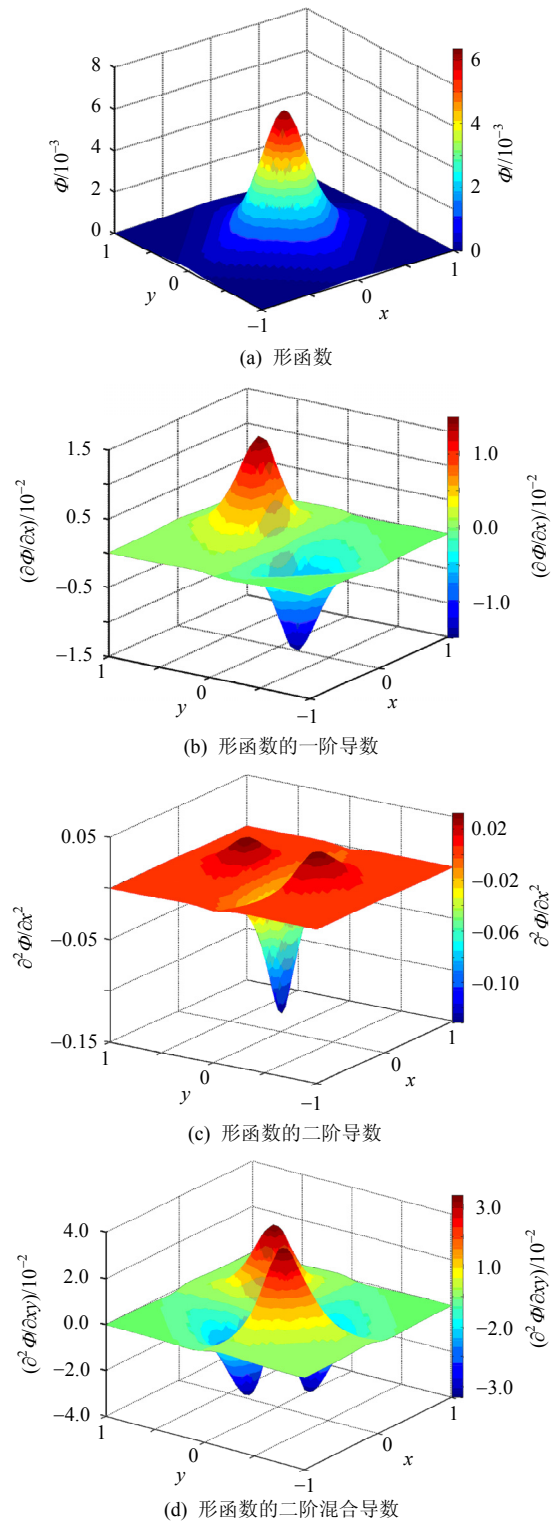 8
6
4
2
0
Φ/10⁻³
1
0
−1
y
0
1
x
6
4
2
0
Φ//10⁻³
(a) 形函数
1.5
0.5
−0.5
−1.5
(∂Φ/∂x)/10⁻²
1
0
−1
y
0
1
x
1.0
0.0
−1.0
(∂Φ/∂x)/10⁻²
(b) 形函数的一阶导数
0.05
−0.05
−0.15
∂²Φ/∂x²
1
0
−1
y
0
1
x
0.02
−0.02
−0.06
−0.10
∂²Φ/∂x²
(c) 形函数的二阶导数
4.0
2.0
0.0
−2.0
−4.0
(∂²Φ/(∂xy)/10⁻²
1
0
−1
y
0
1
x
3.0
1.0
−2.0
−3.0
(∂²Φ/(∂xy)/10⁻²
(d) 形函数的二阶混合导数